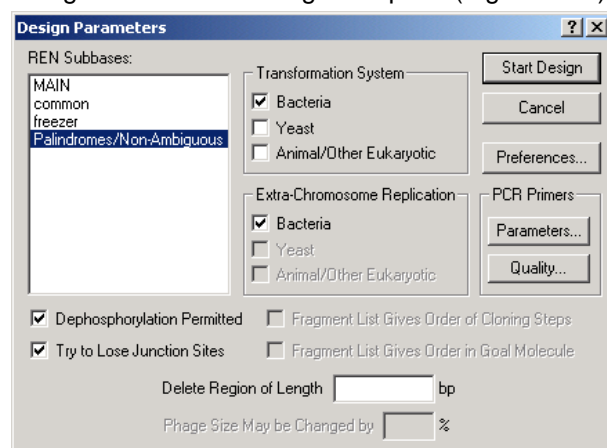 Design Parameters
REN Subbases:
MAIN
common
freezer
Palindromes/Non-Ambiguous
Transformation System
Bacteria
Yeast
Animal/Other Eukaryotic
Extra-Chromosome Replication
Bacteria
Yeast
Animal/Other Eukaryotic
Start Design
Cancel
Preferences...
PCR Primers
Parameters...
Quality...
Dephosphorylation Permitted
Fragment List Gives Order of Cloning Steps
Try to Lose Junction Sites
Fragment List Gives Order in Goal Molecule
Delete Region of Length bp
Phage Size May be Changed by %